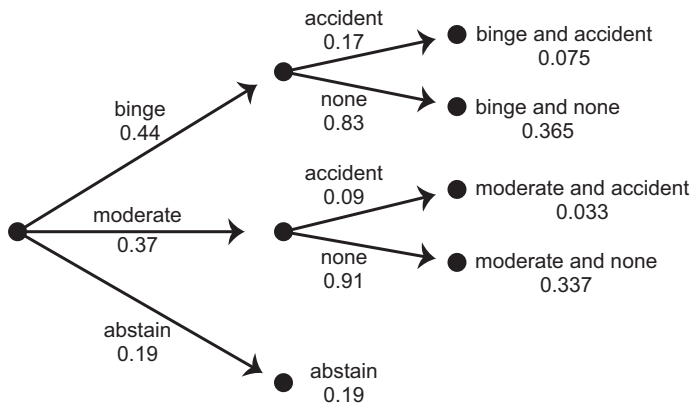 accident
0.17
binge and accident
0.075
binge
0.44
none
0.83
binge and none
0.365
accident
0.09
moderate and accident
0.033
moderate
0.37
none
0.91
moderate and none
0.337
abstain
0.19
abstain
0.19